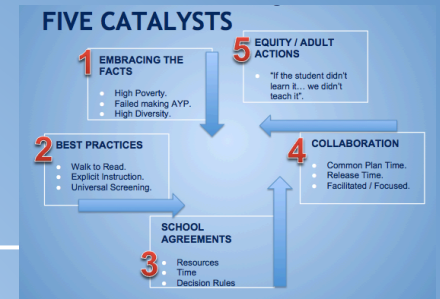 FIVE CATALYSTS
1
EMBRACING THE
FACTS
High Poverty.
Failed making AYP.
High Diversity.
2
BEST PRACTICES
Walk to Read.
Explicit Instruction.
Universal Screening.
3
SCHOOL
AGREEMENTS
Resources
Time
Decision Rules
4
COLLABORATION
Common Plan Time.
Release Time.
Facilitated / Focused.
5
EQUITY / ADULT
ACTIONS
"If the student didn't
learn it... we didn't
teach it".